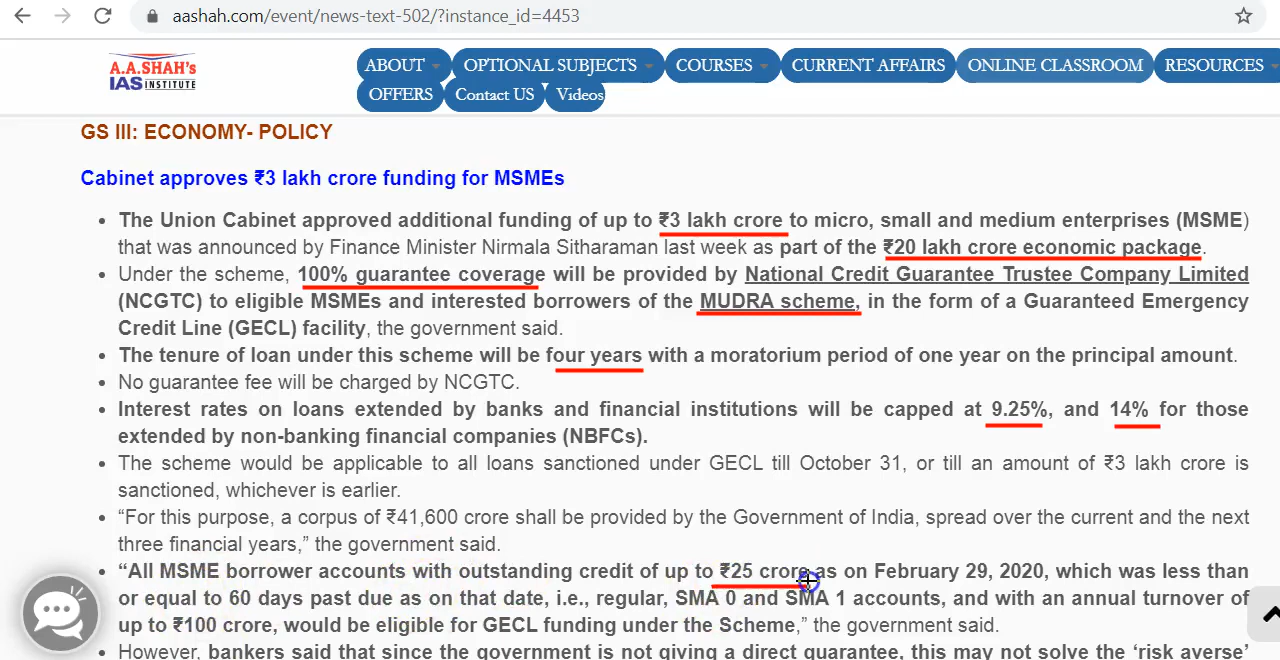 aashah.com/event/news-text-502/?instance_id=4453
A.A.SHAH's
IAS INSTITUTE
ABOUT OPTIONAL SUBJECTS COURSES CURRENT AFFAIRS ONLINE CLASSROOM RESOURCES
OFFERS Contact US Videos
GS III: ECONOMY- POLICY
Cabinet approves ₹3 lakh crore funding for MSMEs
• The Union Cabinet approved additional funding of up to ₹3 lakh crore to micro, small and medium enterprises (MSME)
that was announced by Finance Minister Nirmala Sitharaman last week as part of the ₹20 lakh crore economic package.
• Under the scheme, 100% guarantee coverage will be provided by National Credit Guarantee Trustee Company Limited
(NCGTC) to eligible MSMEs and interested borrowers of the MUDRA scheme, in the form of a Guaranteed Emergency
Credit Line (GECL) facility, the government said.
• The tenure of loan under this scheme will be four years with a moratorium period of one year on the principal amount.
• No guarantee fee will be charged by NCGTC.
• Interest rates on loans extended by banks and financial institutions will be capped at 9.25%, and 14% for those
extended by non-banking financial companies (NBFCs).
• The scheme would be applicable to all loans sanctioned under GECL till October 31, or till an amount of ₹3 lakh crore is
sanctioned, whichever is earlier.
• “For this purpose, a corpus of ₹41,600 crore shall be provided by the Government of India, spread over the current and the next
three financial years,” the government said.
• “All MSME borrower accounts with outstanding credit of up to ₹25 crore as on February 29, 2020, which was less than
or equal to 60 days past due as on that date, i.e., regular, SMA 0 and SMA 1 accounts, and with an annual turnover of
up to ₹100 crore, would be eligible for GECL funding under the Scheme,” the government said.
• However, bankers said that since the government is not giving a direct guarantee, this may not solve the ‘risk averse’